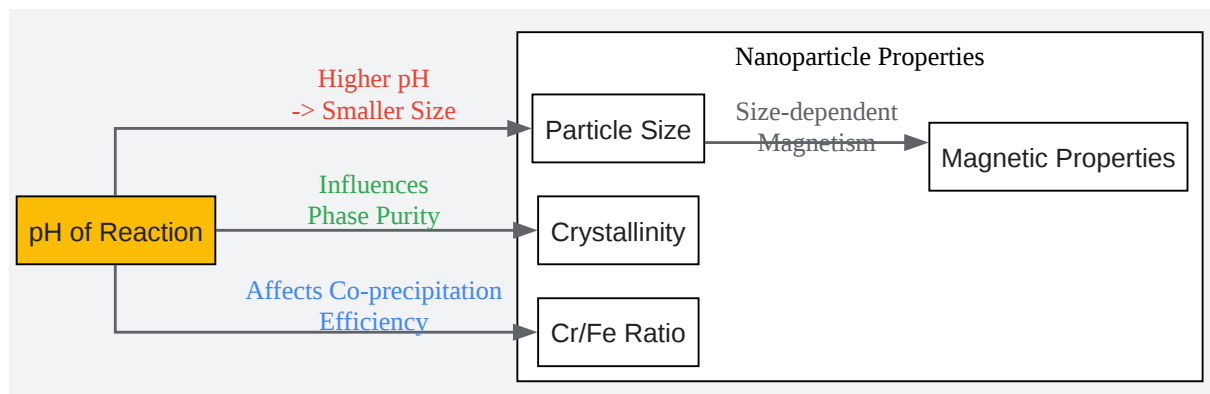 Nanoparticle Properties
Higher pH
-> Smaller Size
Particle Size
Size-dependent
Magnetism
Magnetic Properties
Influences
Phase Purity
pH of Reaction
Crystallinity
Affects Co-precipitation
Efficiency
Cr/Fe Ratio